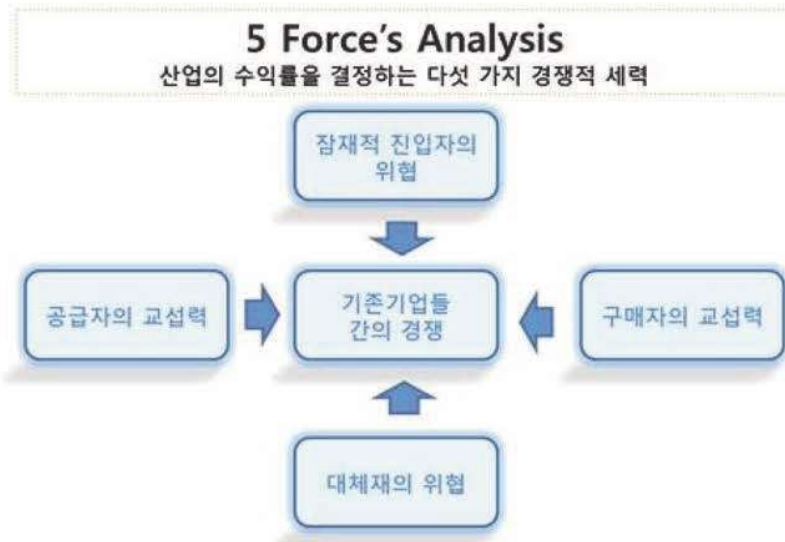 5 Force's Analysis
산업의 수익률을 결정하는 다섯 가지 경쟁적 세력
잠재적 진입자의
위협
공급자의 교섭력
기존기업들
간의 경쟁
구매자의 교섭력
대체재의 위협